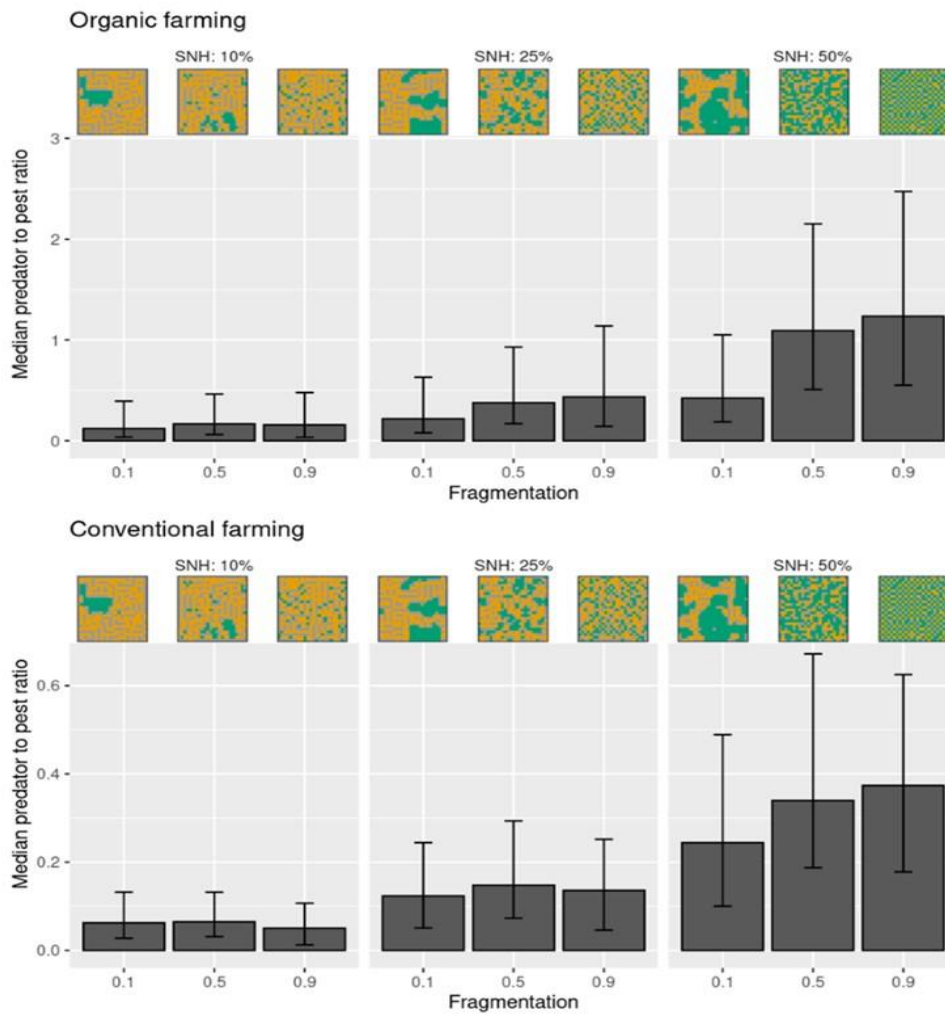 Organic farming
SNH: 10% SNH: 25% SNH: 50%
Median predator to pest ratio
3
2
1
0
0.1 0.5 0.9 0.1 0.5 0.9 0.1 0.5 0.9
Fragmentation
Conventional farming
SNH: 10% SNH: 25% SNH: 50%
Median predator to pest ratio
0.6
0.4
0.2
0.0
0.1 0.5 0.9 0.1 0.5 0.9 0.1 0.5 0.9
Fragmentation